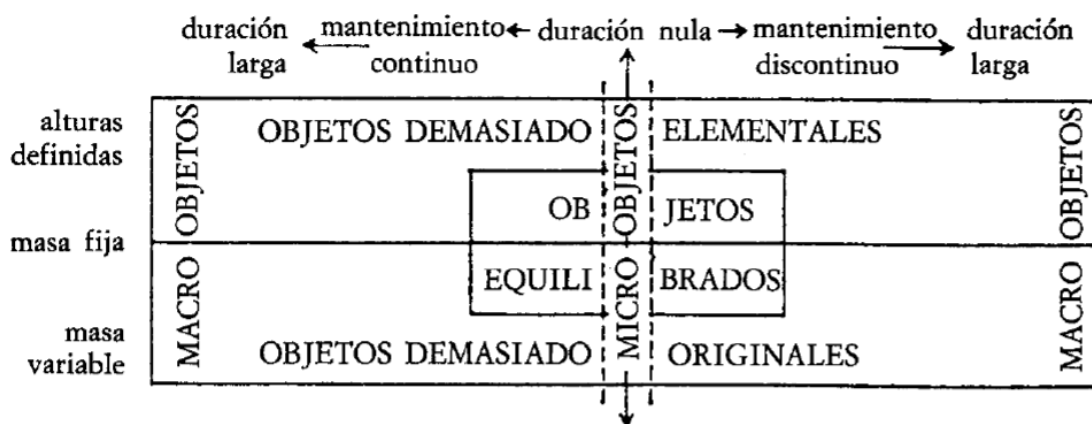 duración mantenimiento duración nula mantenimiento duración
larga continuo discontinuo larga
alturas definidas
OBJETOS DEMASIADO ELEMENTALES
OB JETOS
masa fija
EQUILI BRADOS
masa variable
OBJETOS DEMASIADO ORIGINALES
MACRO OBJETOS
MICRO OBJETOS
MACRO OBJETOS